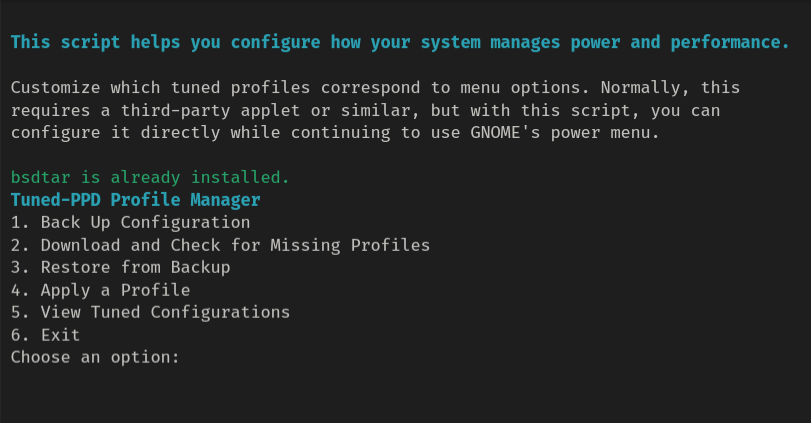 This script helps you configure how your system manages power and performance.
Customize which tuned profiles correspond to menu options. Normally, this
requires a third-party applet or similar, but with this script, you can
configure it directly while continuing to use GNOME's power menu.
bsdtar is already installed.
Tuned-PPD Profile Manager
1. Back Up Configuration
2. Download and Check for Missing Profiles
3. Restore from Backup
4. Apply a Profile
5. View Tuned Configurations
6. Exit
Choose an option: